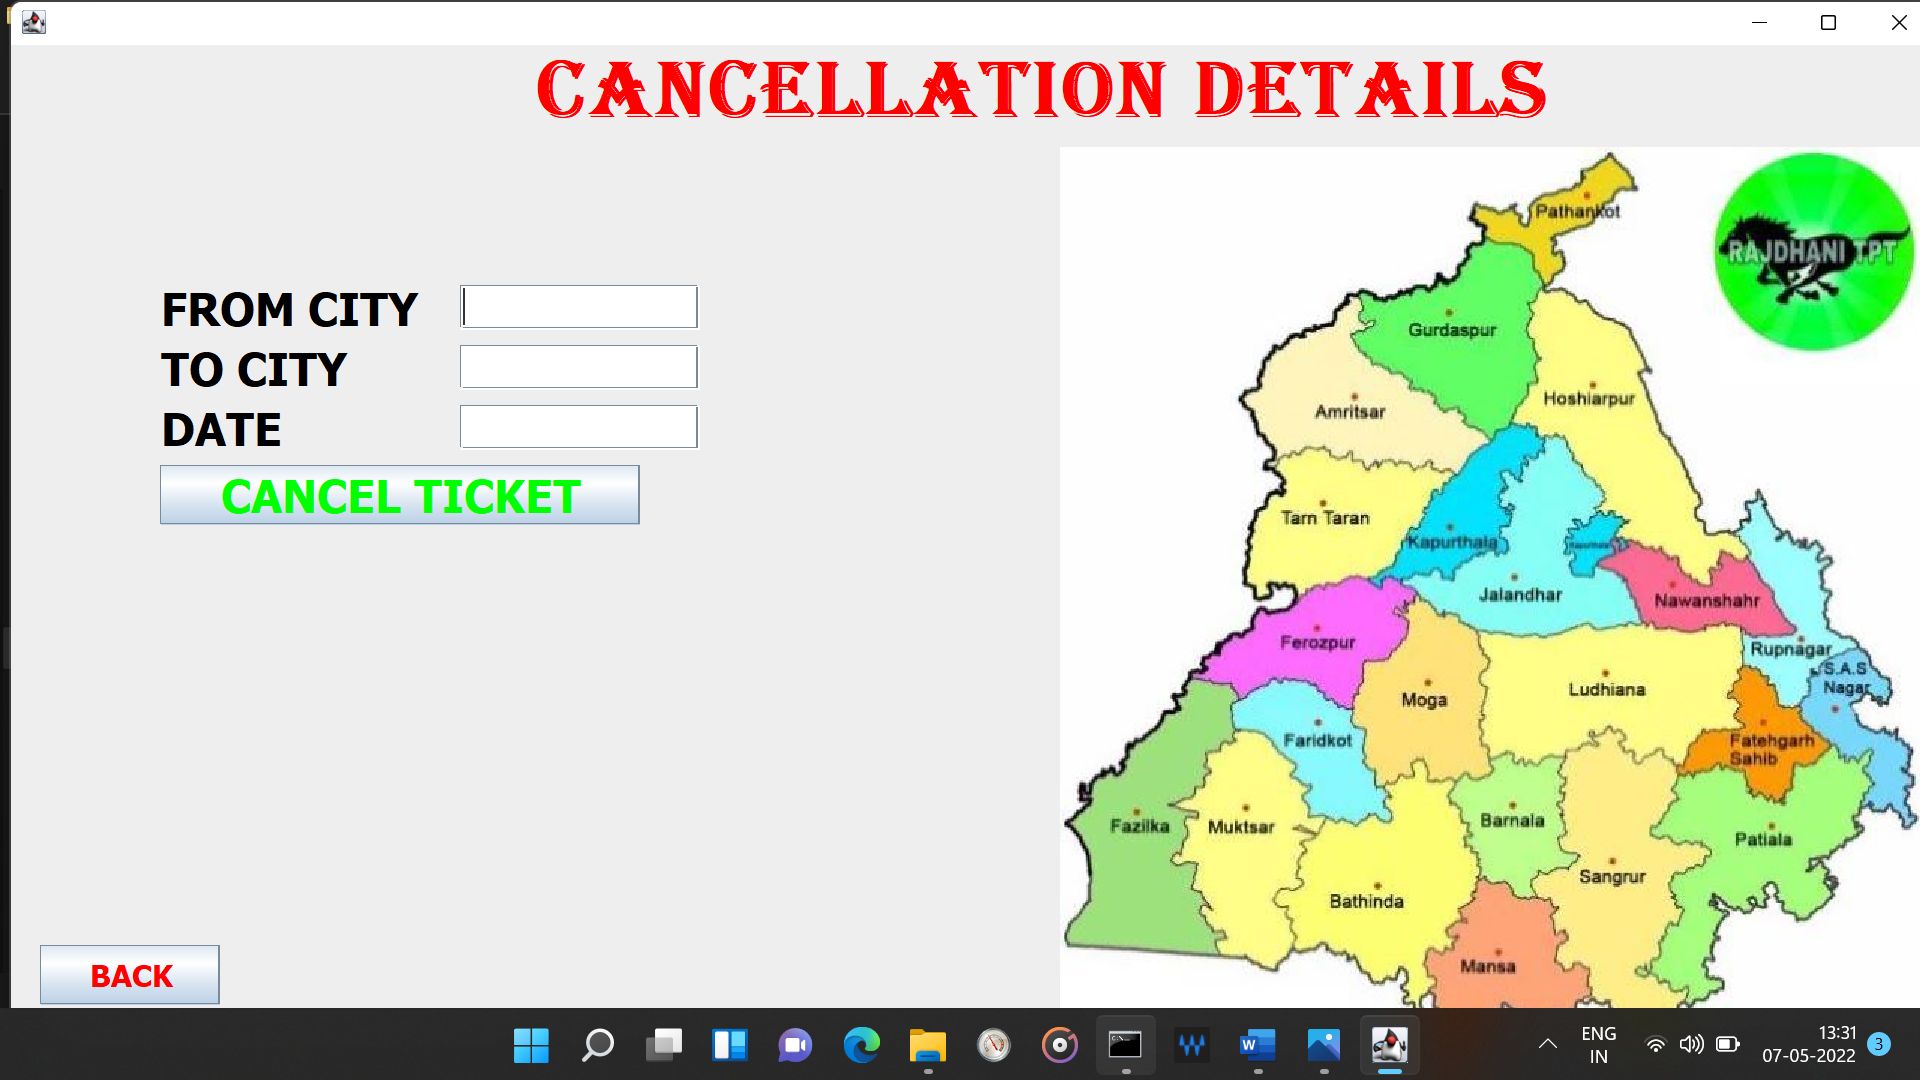 CANCELLATION DETAILS
FROM CITY
TO CITY
DATE
CANCEL TICKET
BACK
RAJDHANI TPT
Pathankot
Gurdaspur
Hoshiarpur
Amritsar
Tarn Taran
Kapurthala
Jalandhar
Nawanshahr
Ferozpur
Rupnagar
S.A.S
Nagar
Moga
Ludhiana
Faridkot
Fatehgarh
Sahib
Fazilka
Muktsar
Barnala
Patiala
Sangrur
Bathinda
Mansa
ENG
IN
13:31
07-05-2022
3